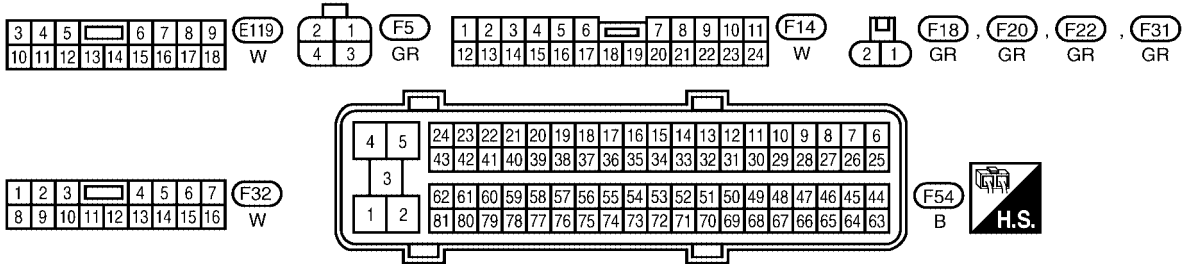 3 4 5 6 7 8 9 E119
10 11 12 13 14 15 16 17 18 W
2 1 F5
4 3 GR
1 2 3 4 5 6 7 8 9 10 11 F14
12 13 14 15 16 17 18 19 20 21 22 23 24 W
2 1
F18 , F20 , F22 , F31
GR GR GR GR
1 2 3 4 5 6 7 F32
8 9 10 11 12 13 14 15 16 W
4 5
3
1 2
24 23 22 21 20 19 18 17 16 15 14 13 12 11 10 9 8 7 6
43 42 41 40 39 38 37 36 35 34 33 32 31 30 29 28 27 26 25
62 61 60 59 58 57 56 55 54 53 52 51 50 49 48 47 46 45 44
81 80 79 78 77 76 75 74 73 72 71 70 69 68 67 66 65 64 63
F54
B
H.S.